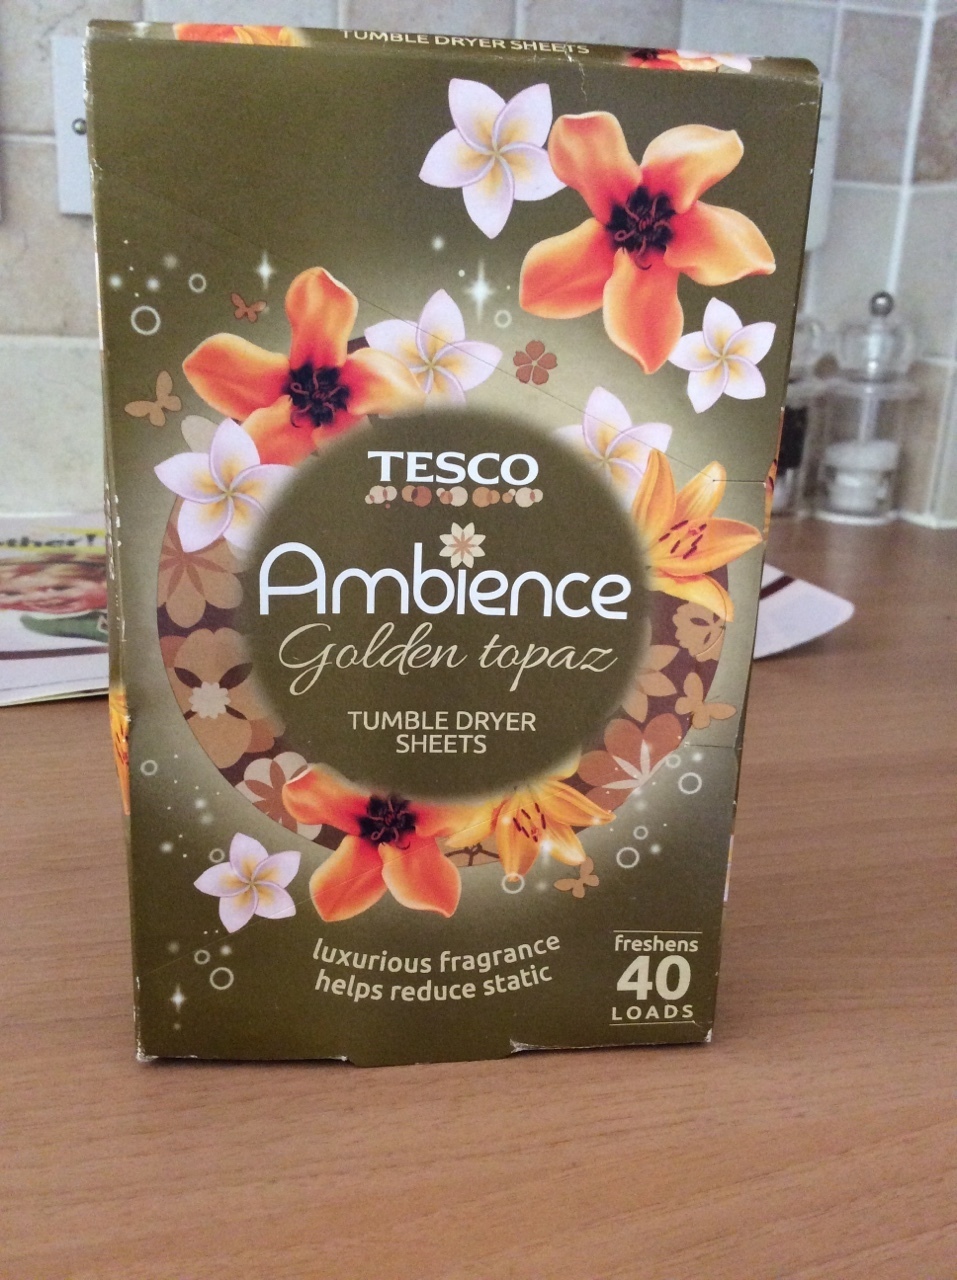 TUMBLE DRYER SHEETS
TESCO
Ambience
Golden topaz
TUMBLE DRYER
SHEETS
luxurious fragrance
helps reduce static
freshens
40
LOADS